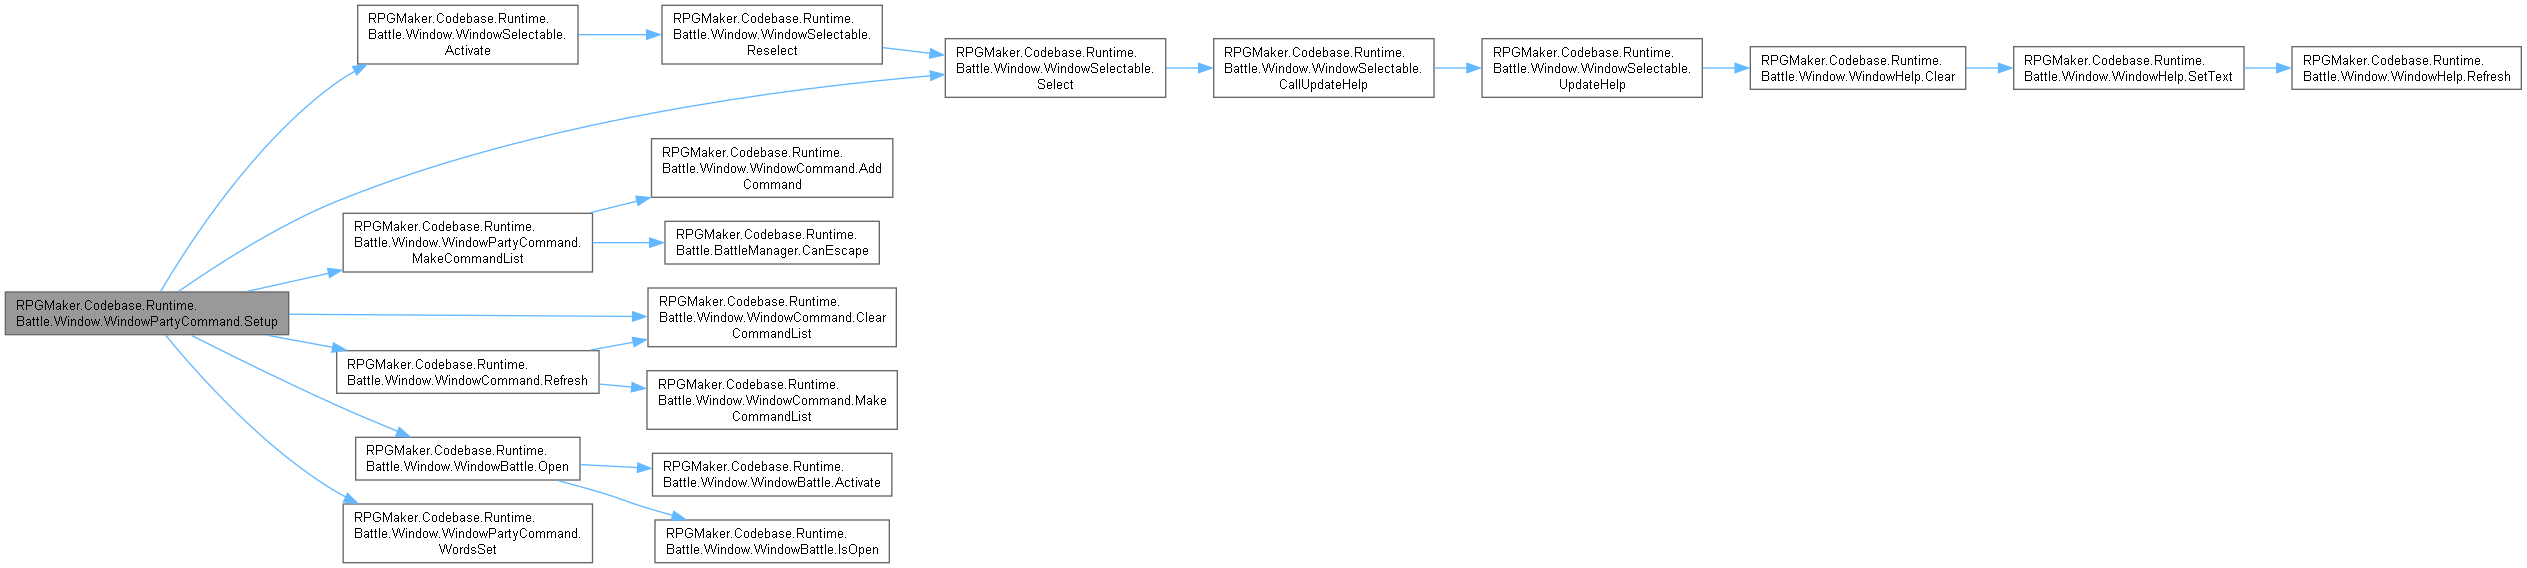 RPGMaker.Codebase.Runtime.
Battle.Window.WindowPartyCommand.Setup
RPGMaker.Codebase.Runtime.
Battle.Window.WindowSelectable.
Activate
RPGMaker.Codebase.Runtime.
Battle.Window.WindowSelectable.
Reselect
RPGMaker.Codebase.Runtime.
Battle.Window.WindowSelectable.
Select
RPGMaker.Codebase.Runtime.
Battle.Window.WindowSelectable.
CallUpdateHelp
RPGMaker.Codebase.Runtime.
Battle.Window.WindowSelectable.
UpdateHelp
RPGMaker.Codebase.Runtime.
Battle.Window.WindowHelp.Clear
RPGMaker.Codebase.Runtime.
Battle.Window.WindowHelp.SetText
RPGMaker.Codebase.Runtime.
Battle.Window.WindowHelp.Refresh
RPGMaker.Codebase.Runtime.
Battle.Window.WindowPartyCommand.
MakeCommandList
RPGMaker.Codebase.Runtime.
Battle.Window.WindowCommand.Add
Command
RPGMaker.Codebase.Runtime.
Battle.BattleManager.CanEscape
RPGMaker.Codebase.Runtime.
Battle.Window.WindowCommand.Clear
CommandList
RPGMaker.Codebase.Runtime.
Battle.Window.WindowCommand.Refresh
RPGMaker.Codebase.Runtime.
Battle.Window.WindowCommand.Make
CommandList
RPGMaker.Codebase.Runtime.
Battle.Window.WindowBattle.Open
RPGMaker.Codebase.Runtime.
Battle.Window.WindowBattle.Activate
RPGMaker.Codebase.Runtime.
Battle.Window.WindowBattle.IsOpen
RPGMaker.Codebase.Runtime.
Battle.Window.WindowPartyCommand.
WordsSet